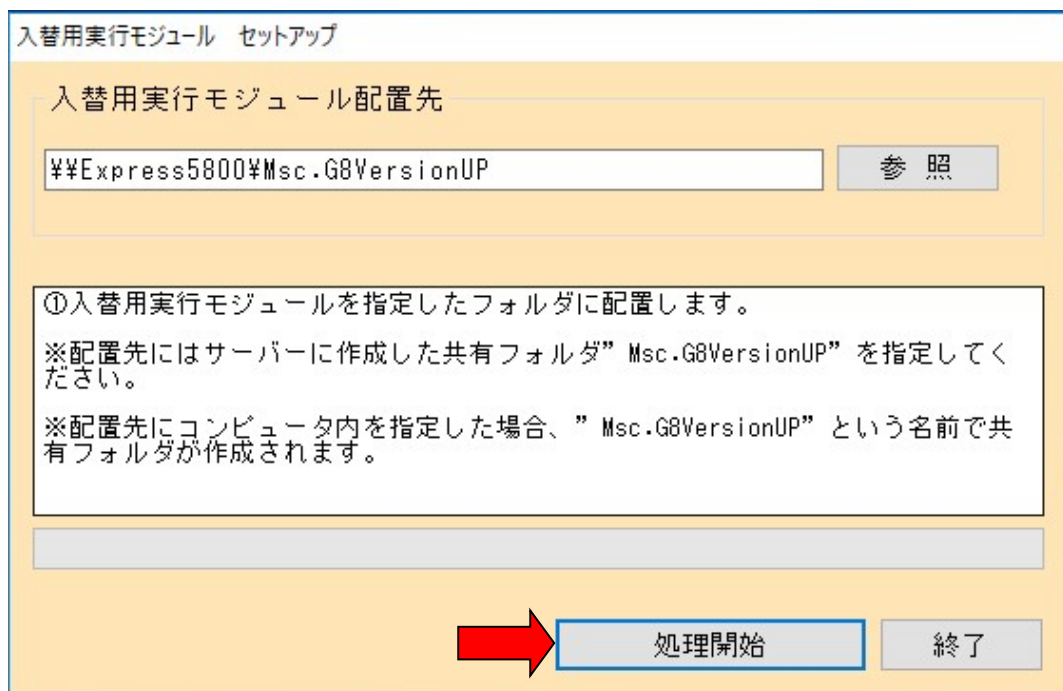 入替用実行モジュール　セットアップ
入替用実行モジュール配置先
¥¥Express5800¥Msc.G8VersionUP
参 照
①入替用実行モジュールを指定したフォルダに配置します。
※配置先にはサーバーに作成した共有フォルダ”Msc.G8VersionUP”を指定してく
ださい。
※配置先にコンピュータ内を指定した場合、”Msc.G8VersionUP”という名前で共
有フォルダが作成されます。
処理開始
終了